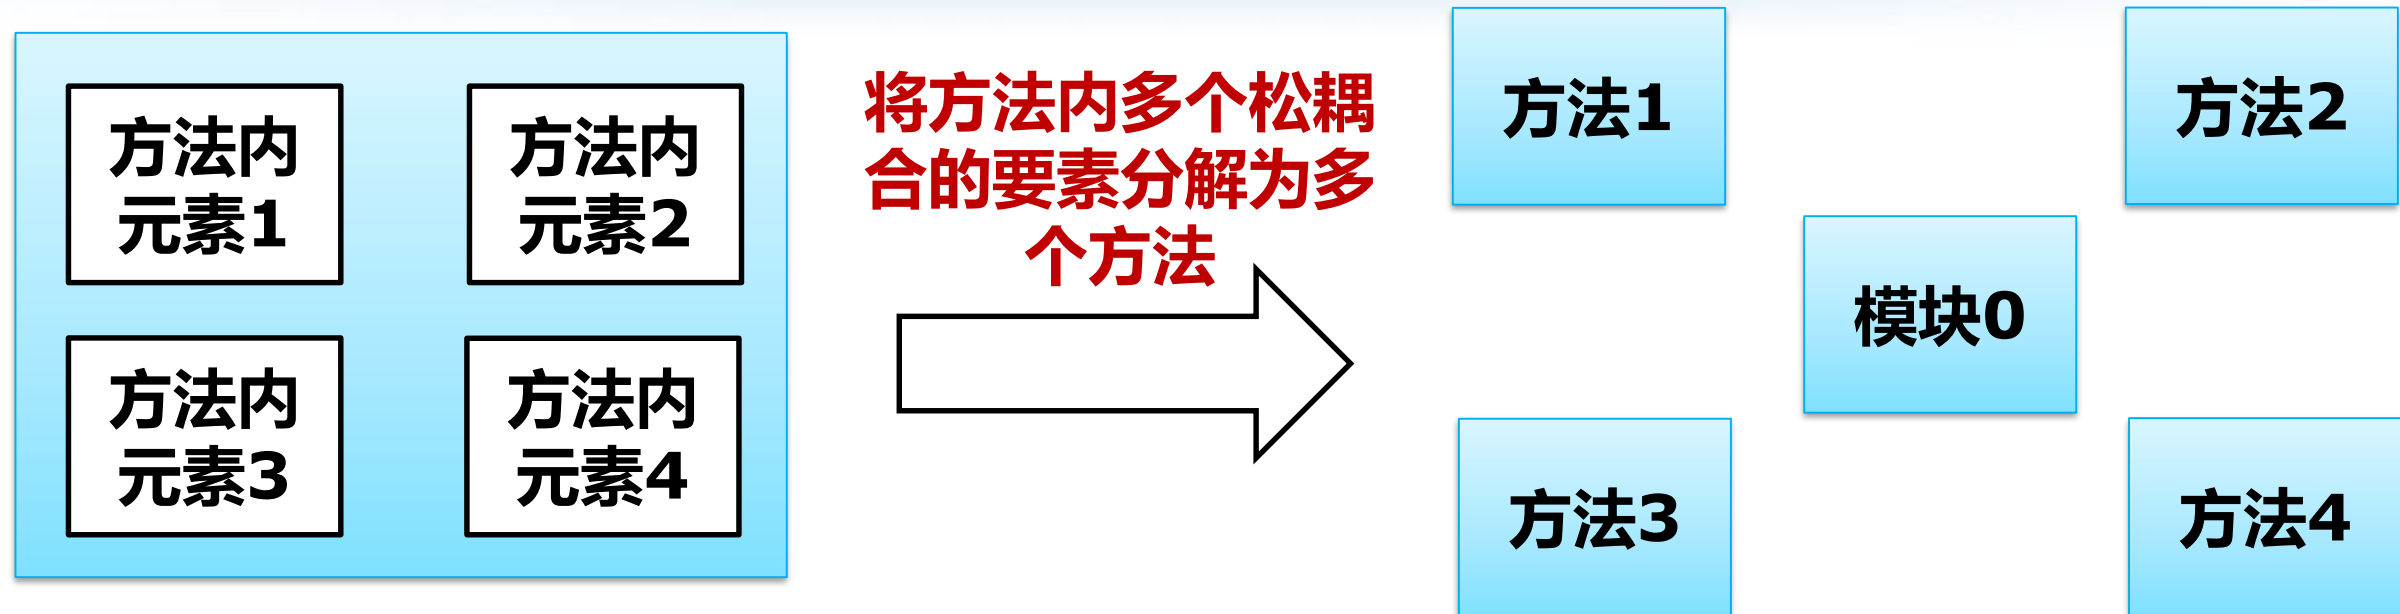 方法内
元素1
方法内
元素2
方法内
元素3
方法内
元素4
将方法内多个松耦
合的要素分解为多
个方法
方法1
方法2
模块0
方法3
方法4